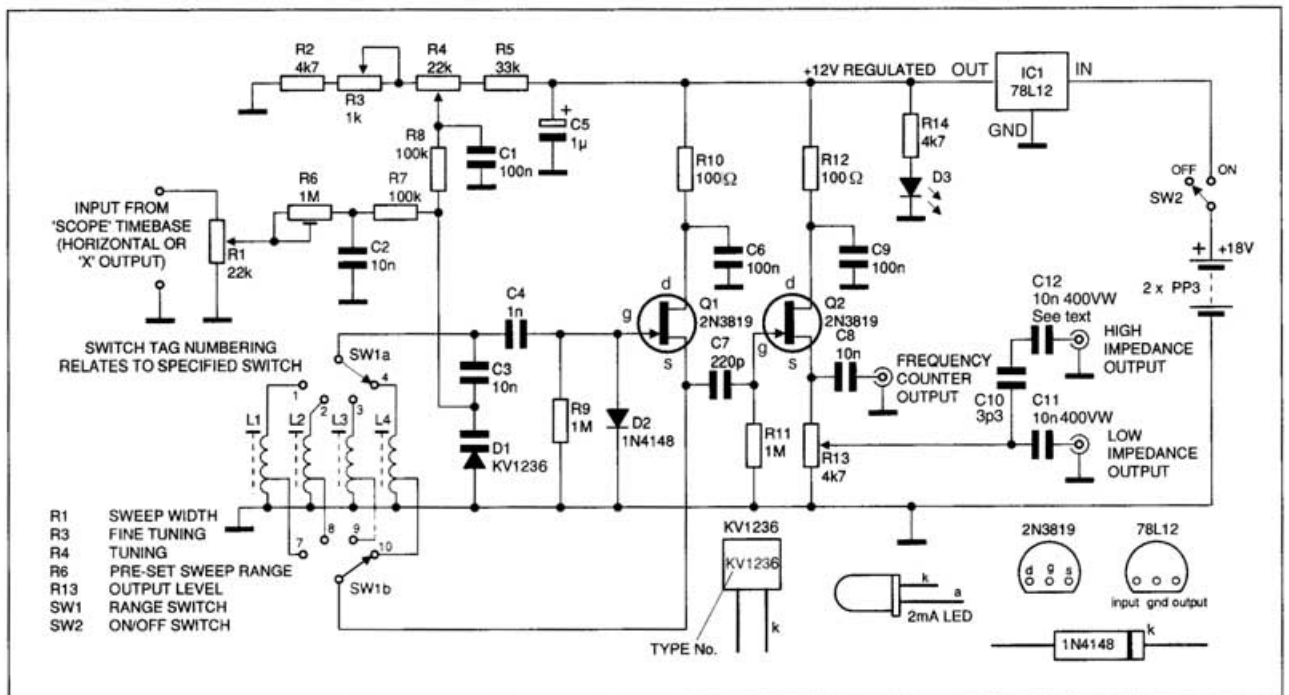 R2
4k7
R3
1k
R4
22k
R5
33k
+
C5
1µ
R8
100k
C1
100n
R6
1M
R7
100k
C2
10n
INPUT FROM
'SCOPE' TIMEBASE
(HORIZONTAL OR
'X' OUTPUT)
R1
22k
+12V REGULATED
OUT
IC1
78L12
IN
GND
R10
100Ω
R12
100Ω
R14
4k7
D3
OFF
ON
SW2
+
+18V
2 x PP3
C6
100n
C9
100n
C4
1n
d
g
Q1
2N3819
s
d
g
Q2
2N3819
s
C7
220p
C8
10n
FREQUENCY
COUNTER
OUTPUT
C12
10n 400VW
See text
HIGH
IMPEDANCE
OUTPUT
C10
3p3
C11
10n 400VW
LOW
IMPEDANCE
OUTPUT
SWITCH TAG NUMBERING
RELATES TO SPECIFIED SWITCH
SW1a
4
1
2
3
L1
L2
L3
L4
C3
10n
D1
KV1236
R9
1M
D2
1N4148
R11
1M
R13
4k7
7
8
9
10
SW1b
R1 SWEEP WIDTH
R3 FINE TUNING
R4 TUNING
R6 PRE-SET SWEEP RANGE
R13 OUTPUT LEVEL
SW1 RANGE SWITCH
SW2 ON/OFF SWITCH
KV1236
KV1236
k
TYPE No.
k
a
2mA LED
2N3819
d g s
78L12
input gnd output
1N4148
k